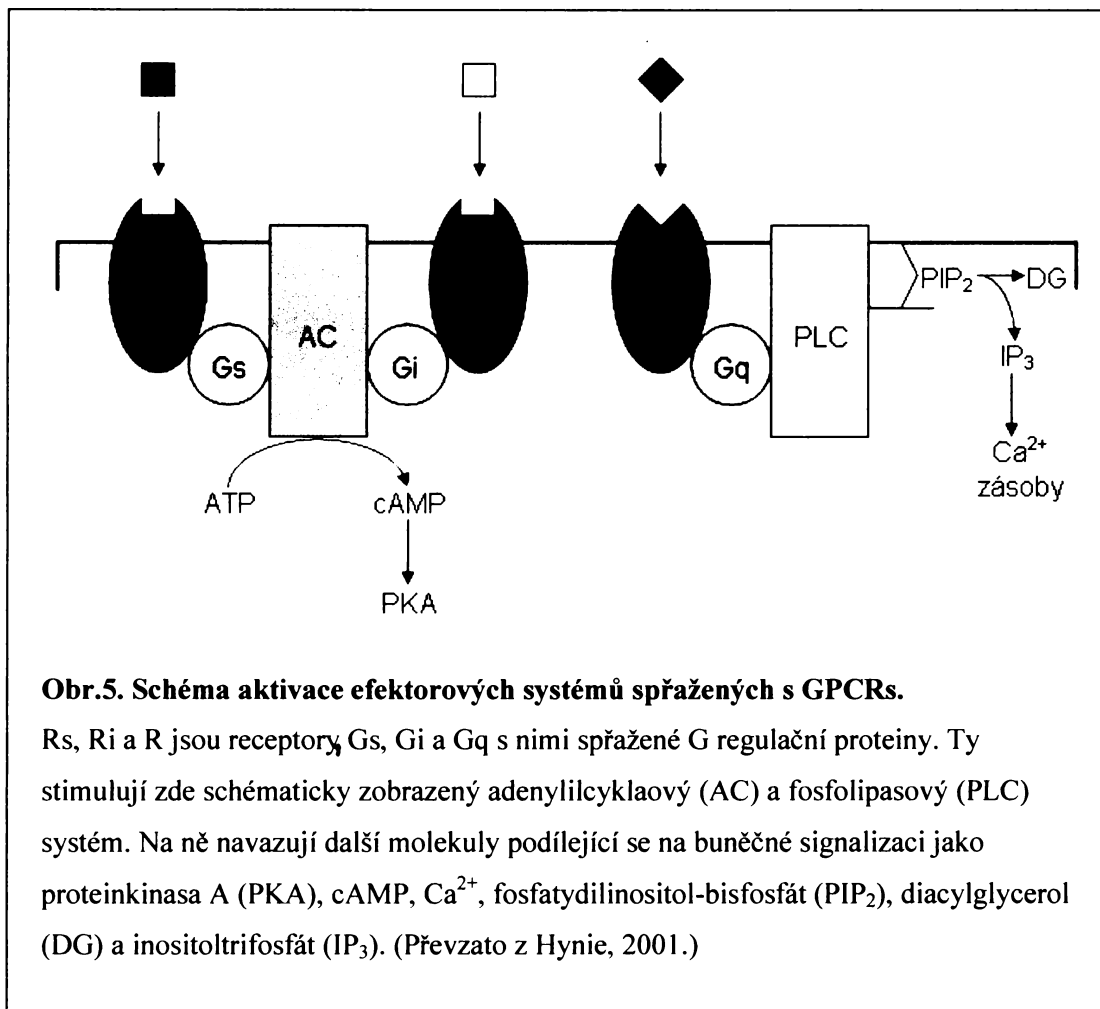 Gs
AC
Gi
Gq
PLC
PIP₂
DG
IP₃
Ca²⁺
zásoby
ATP
cAMP
PKA
Obr.5. Schéma aktivace efektorových systémů spřažených s GPCRs.
Rs, Ri a R jsou receptory, Gs, Gi a Gq s nimi spřažené G regulační proteiny. Ty
stimulují zde schématicky zobrazený adenylilcyklaový (AC) a fosfolipasový (PLC)
systém. Na ně navazují další molekuly podílející se na buněčné signalizaci jako
proteinkinasa A (PKA), cAMP, Ca²⁺, fosfatydilinositol-bisfosfát (PIP₂), diacylglycerol
(DG) a inositoltrifosfát (IP₃). (Převzato z Hynie, 2001.)